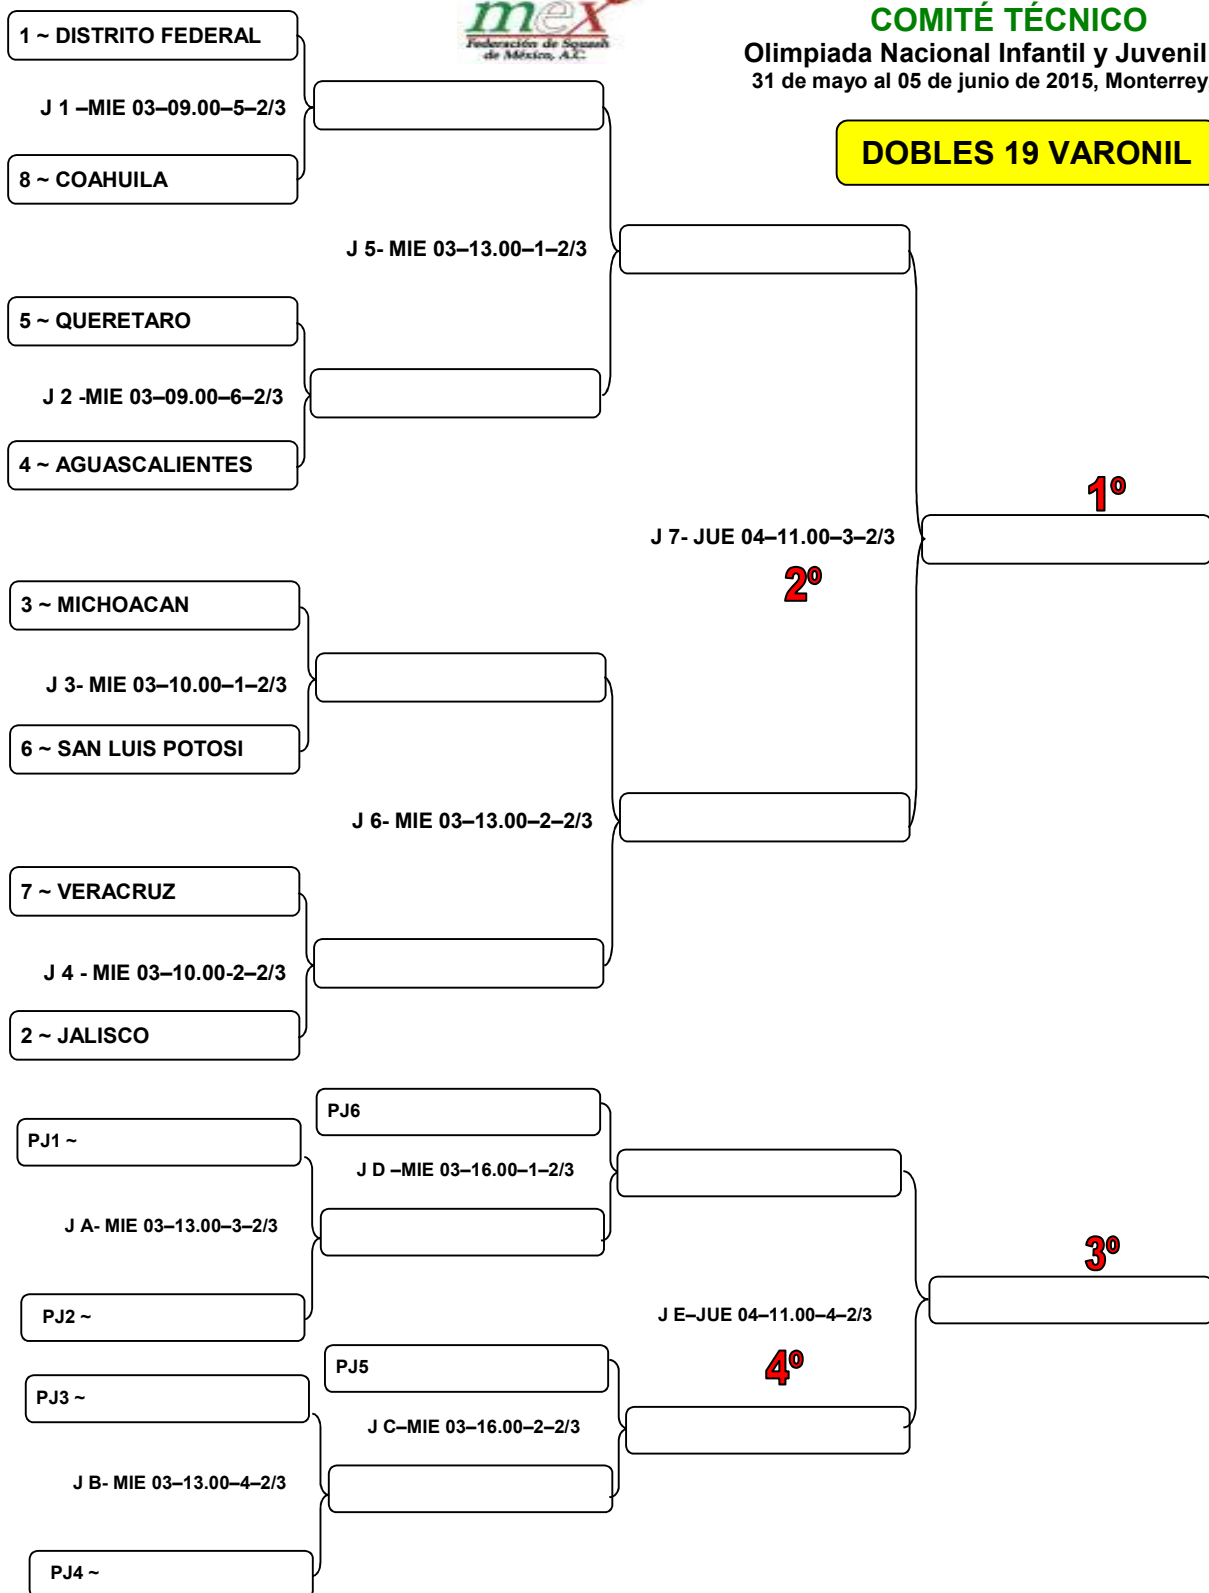 mex
Federación de Squash
de México, A.C.
COMITÉ TÉCNICO
Olimpiada Nacional Infantil y Juvenil
31 de mayo al 05 de junio de 2015, Monterrey,
DOBLES 19 VARONIL
1 ~ DISTRITO FEDERAL
J 1 –MIE 03–09.00–5–2/3
8 ~ COAHUILA
J 5- MIE 03–13.00–1–2/3
5 ~ QUERETARO
J 2 -MIE 03–09.00–6–2/3
4 ~ AGUASCALIENTES
1º
J 7- JUE 04–11.00–3–2/3
2º
3 ~ MICHOACAN
J 3- MIE 03–10.00–1–2/3
6 ~ SAN LUIS POTOSI
J 6- MIE 03–13.00–2–2/3
7 ~ VERACRUZ
J 4 - MIE 03–10.00-2–2/3
2 ~ JALISCO
PJ6
PJ1 ~
J D –MIE 03–16.00–1–2/3
J A- MIE 03–13.00–3–2/3
3º
PJ2 ~
J E–JUE 04–11.00–4–2/3
4º
PJ5
PJ3 ~
J C–MIE 03–16.00–2–2/3
J B- MIE 03–13.00–4–2/3
PJ4 ~